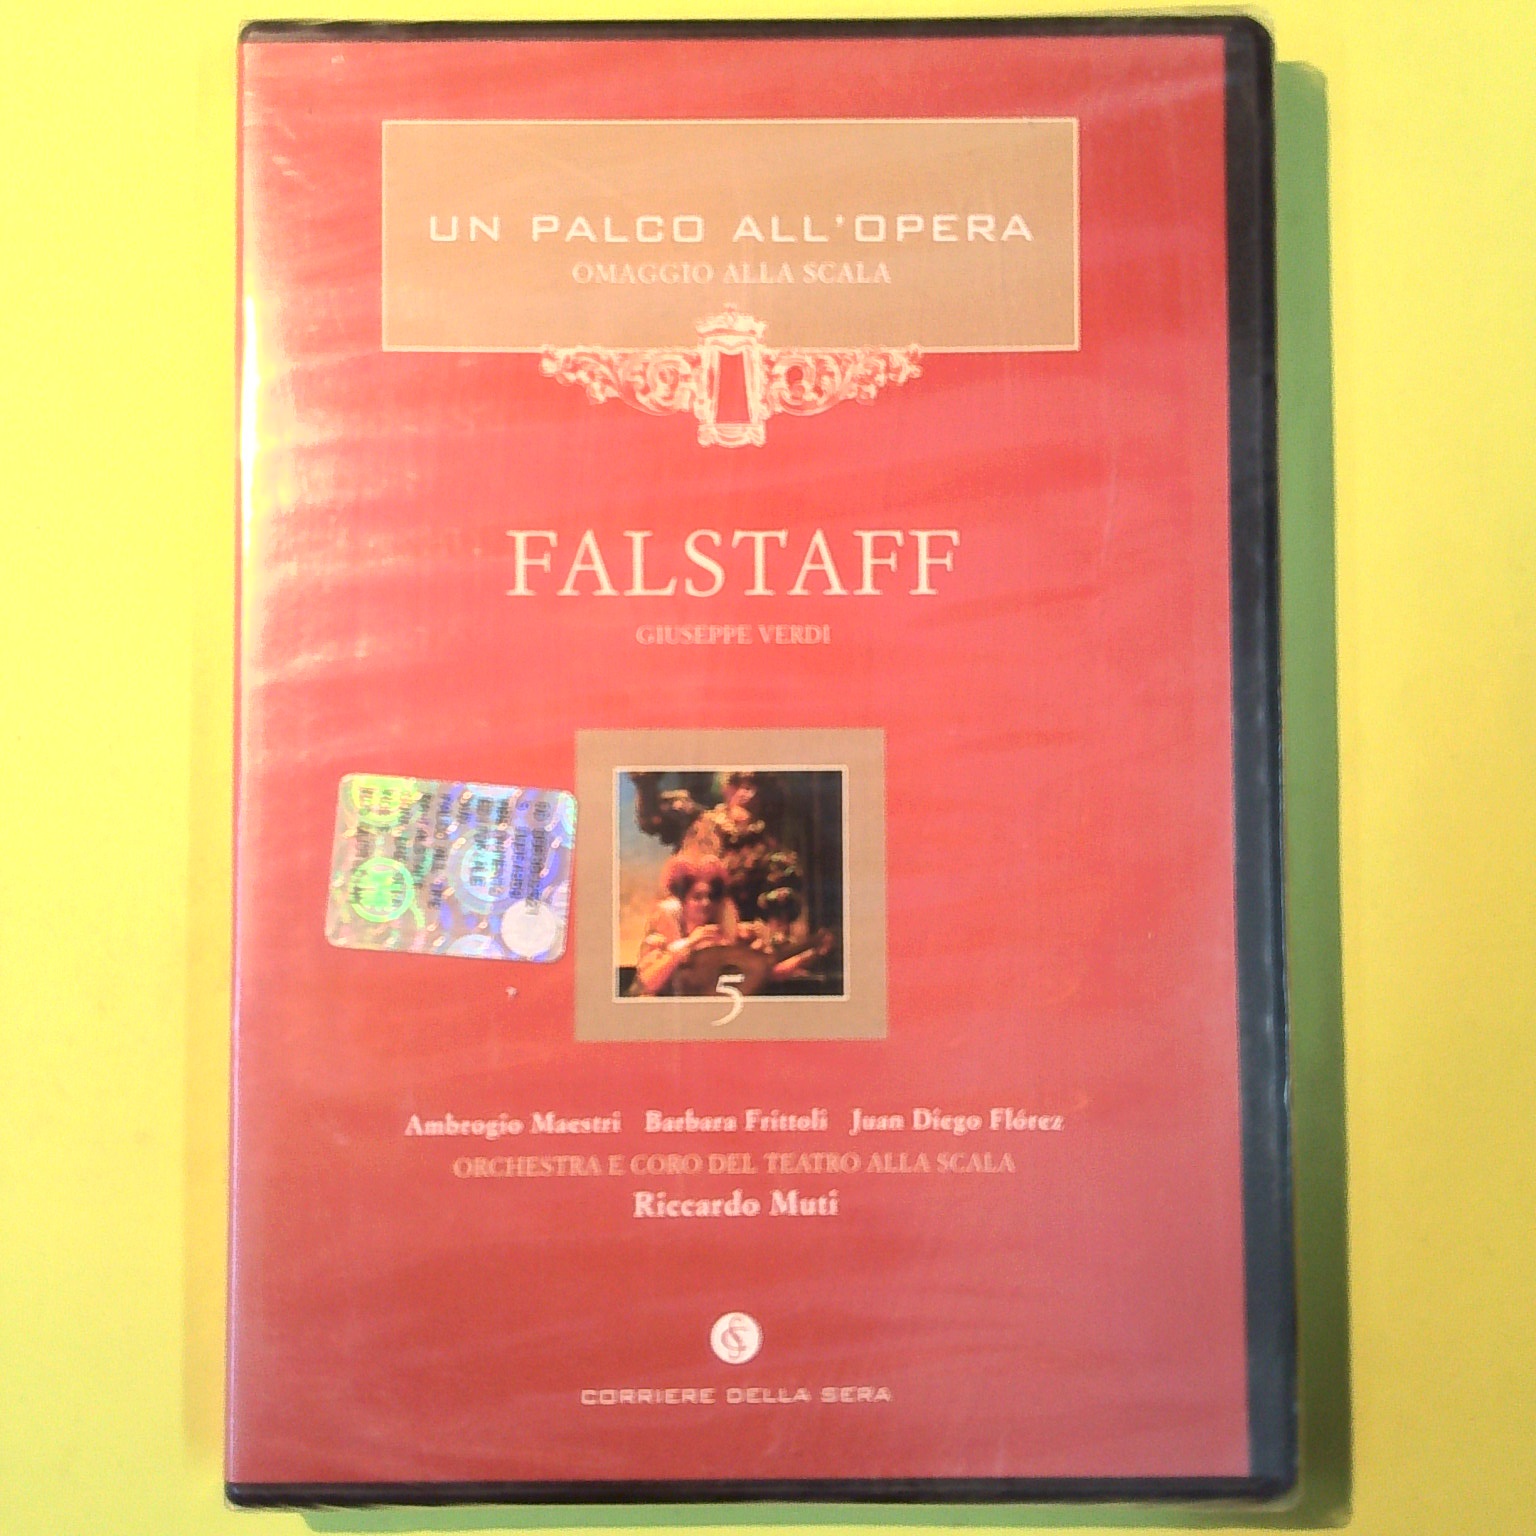 UN PALCO ALL'OPERA
OMAGGIO ALLA SCALA
FALSTAFF
GIUSEPPE VERDI
5
Ambrogio Maestri Barbara Frittoli Juan Diego Flórez
ORCHESTRA E CORO DEL TEATRO ALLA SCALA
Riccardo Muti
CORRIERE DELLA SERA